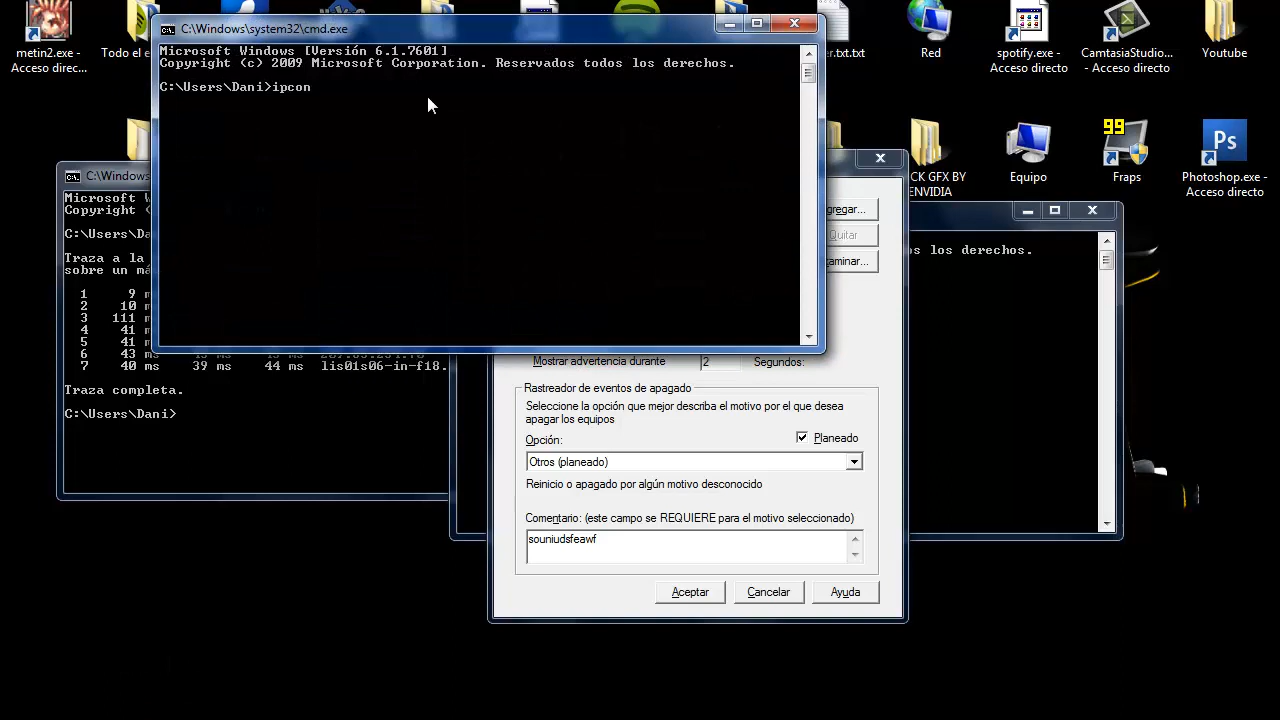 metin2.exe -
Acceso direc...
Todo el
er.txt.txt
Red
spotify.exe -
Acceso directo
CamtasiaStudio...
- Acceso directo
Youtube
C:\Windows\system32\cmd.exe
Microsoft Windows [Versión 6.1.7601]
Copyright (c) 2009 Microsoft Corporation. Reservados todos los derechos.
C:\Users\Dani>ipcon
CK GFX BY
ENVIDIA
Equipo
99
Fraps
Ps
Photoshop.exe -
Acceso directo
C:\Windows
Microsoft W
Copyright (
C:\Users\Da
Traza a la
sobre un má
1 9 m
2 10 m
3 111 m
4 41 m
5 41 m
6 43 m
7 40 ms 39 ms 44 ms lis01s06-in-f18.
Traza completa.
C:\Users\Dani>
gregar...
Quitar
aminar...
s los derechos.
Mostrar advertencia durante 2 Segundos:
Rastreador de eventos de apagado
Seleccione la opción que mejor describa el motivo por el que desea
apagar los equipos
Opción:
Planeado
Otros (planeado)
Reinicio o apagado por algún motivo desconocido
Comentario: (este campo se REQUIERE para el motivo seleccionado)
souniudsfeawf
Aceptar Cancelar Ayuda